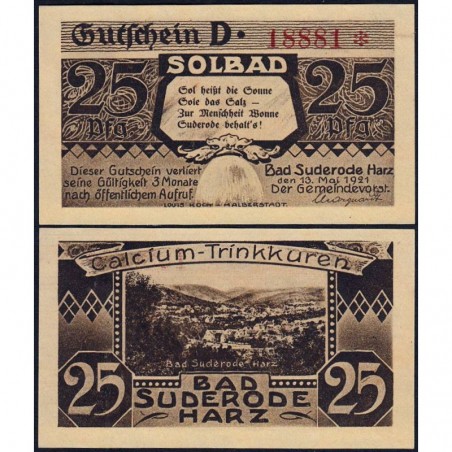 Gutschein D. 18881 *
SOLBAD
25 Pfg
25 Pfg
Sol heißt die Sonne
Sole das Salz –
Zur Menschheit Wonne
Suderode behalt's!
Dieser Gutschein verliert
seine Gültigkeit 3 Monate
nach öffentlichem Aufruf.
Bad Suderode Harz
den 13. Mai 1921
Der Gemeindevorst.
LOUIS KOCH – HALBERSTADT.
Calcium-Trinkkuren
Bad Suderode Harz
25
25
BAD
SUDERODE
HARZ